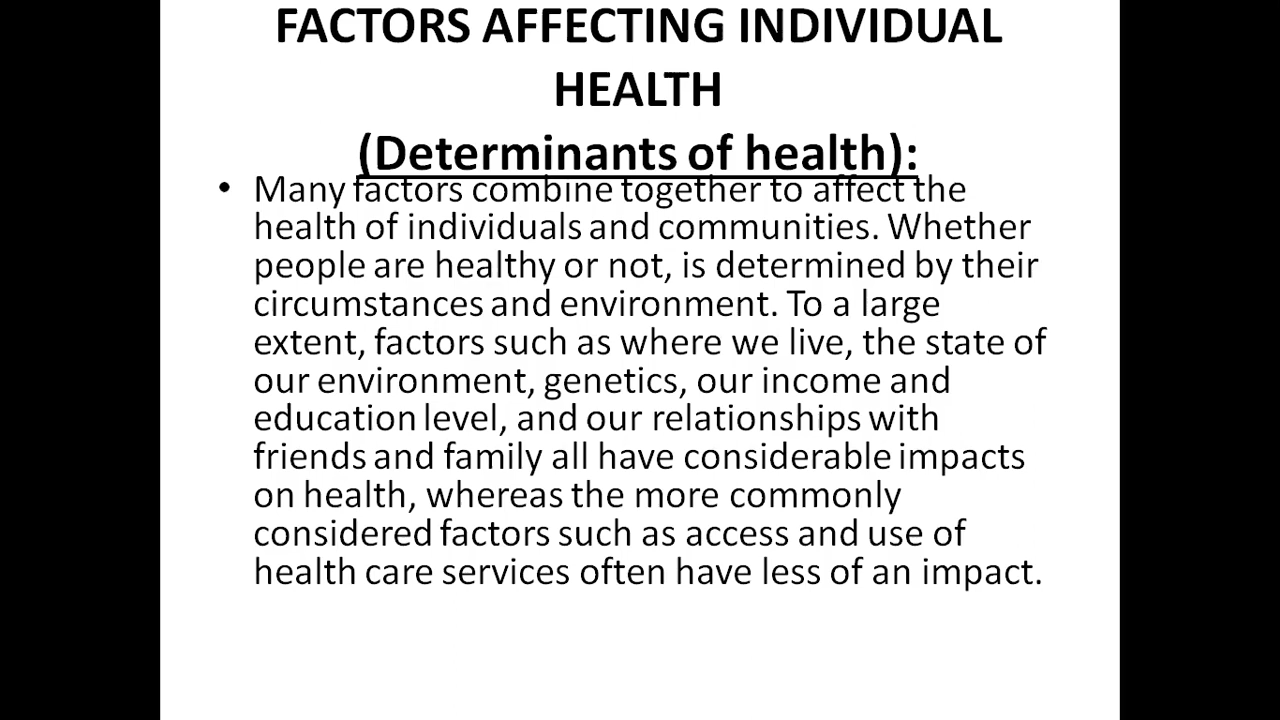 FACTORS AFFECTING INDIVIDUAL
HEALTH
(Determinants of health):
• Many factors combine together to affect the
health of individuals and communities. Whether
people are healthy or not, is determined by their
circumstances and environment. To a large
extent, factors such as where we live, the state of
our environment, genetics, our income and
education level, and our relationships with
friends and family all have considerable impacts
on health, whereas the more commonly
considered factors such as access and use of
health care services often have less of an impact.